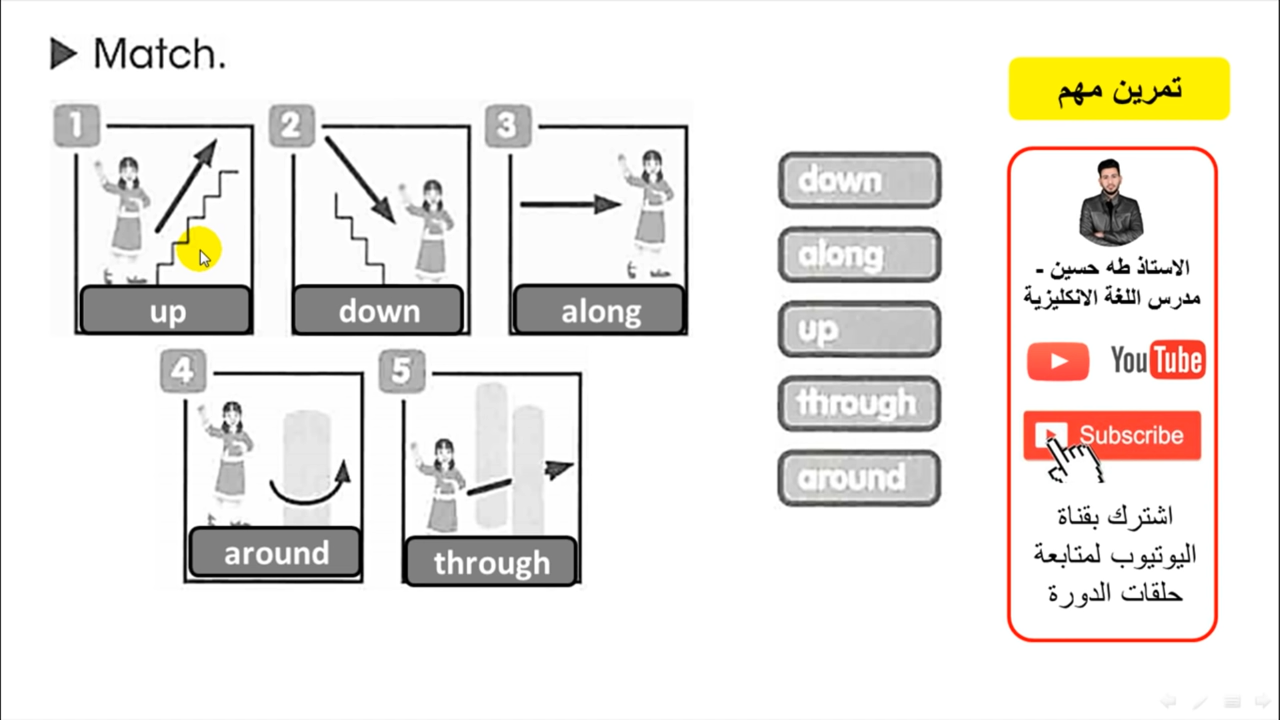 Match.
1
2
3
up
down
along
4
5
around
through
down
along
up
through
around
تمرين مهم
الاستاذ طه حسين -
مدرس اللغة الانكليزية
YouTube
Subscribe
اشترك بقناة
اليوتيوب لمتابعة
حلقات الدورة